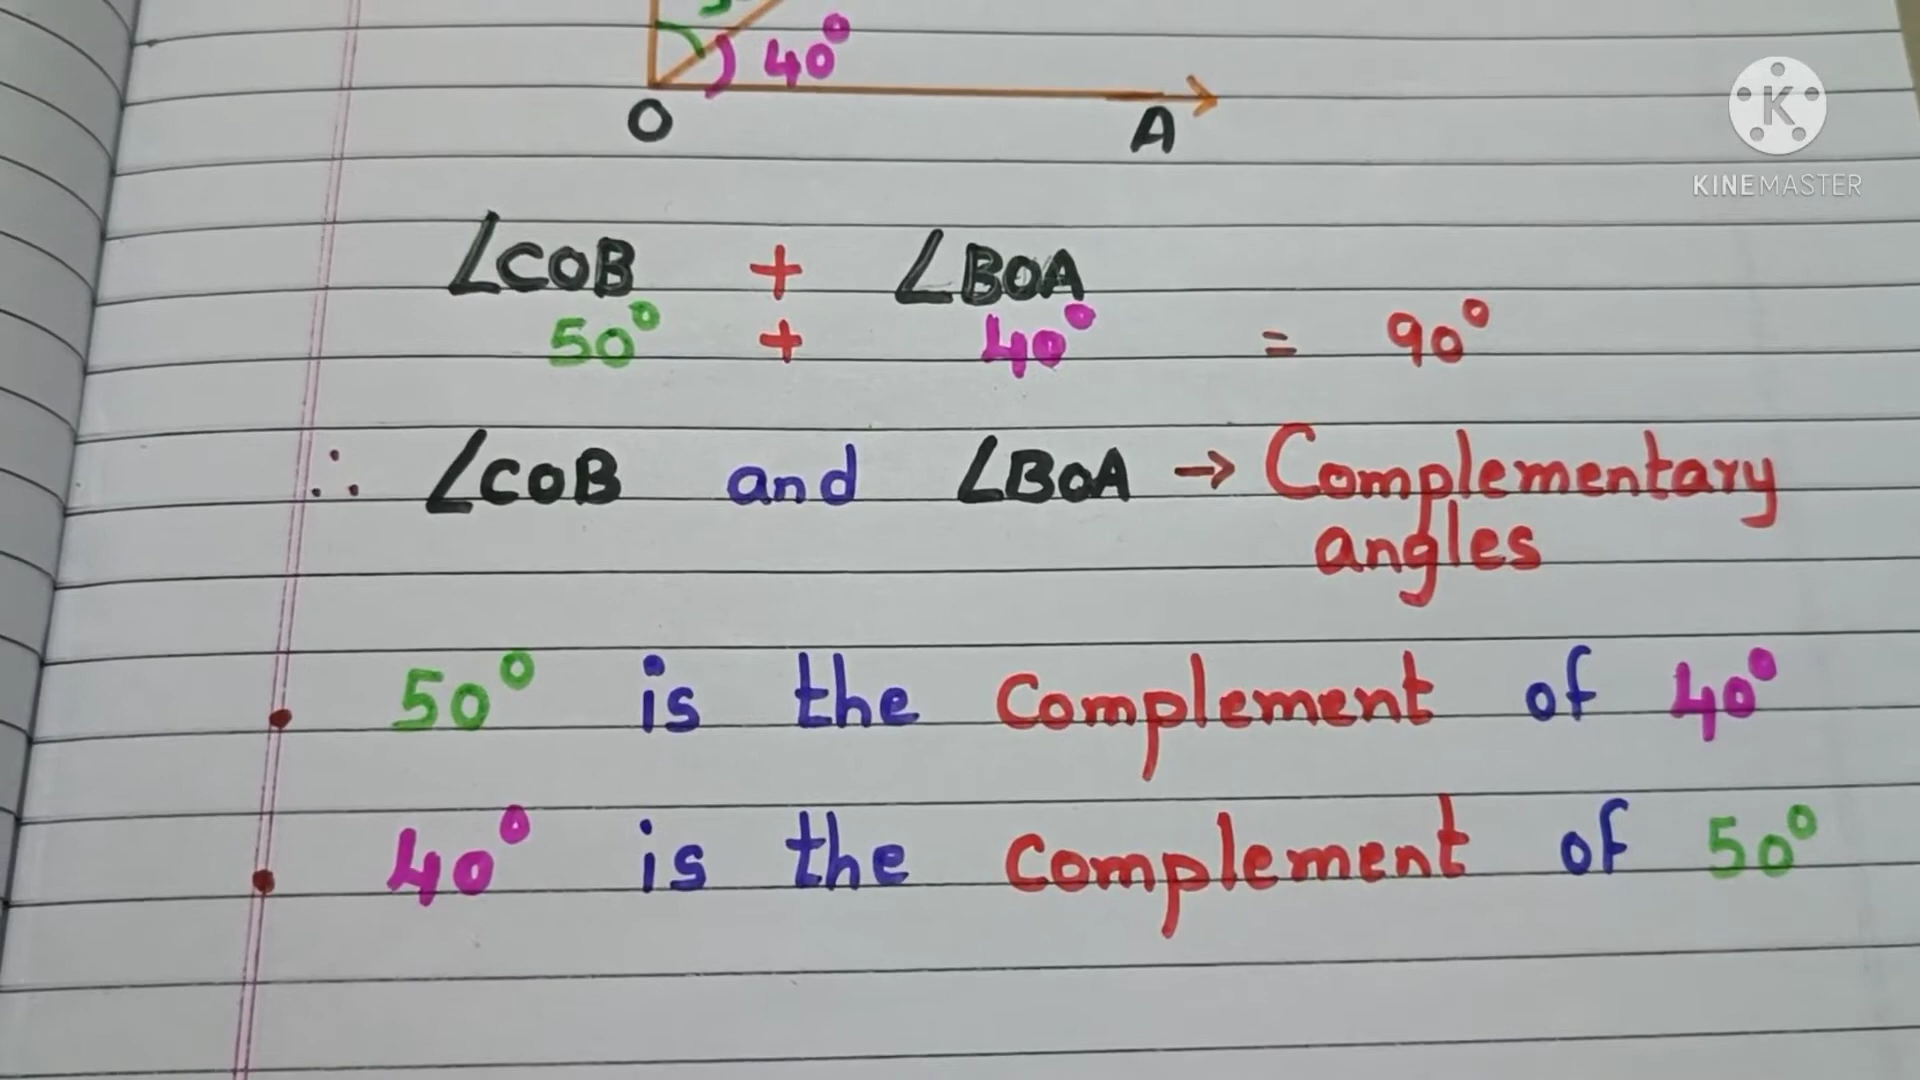 40°
O A
KINEMASTER
∠COB + ∠BOA
50° + 40° = 90°
∴ ∠COB and ∠BOA → Complementary
angles
• 50° is the Complement of 40°
• 40° is the Complement of 50°